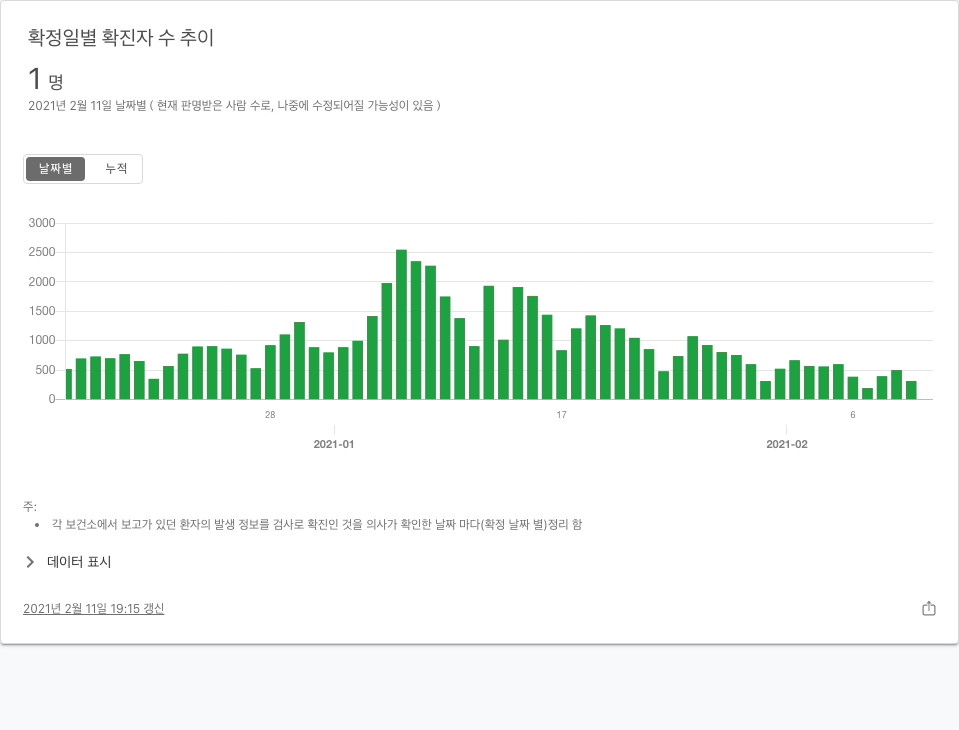 확정일별 확진자 수 추이
1 명
2021년 2월 11일 날짜별 ( 현재 판명받은 사람 수로, 나중에 수정되어질 가능성이 있음 )
날짜별 누적
3000
2500
2000
1500
1000
500
0
28 17 6
2021-01 2021-02
주:
각 보건소에서 보고가 있던 환자의 발생 정보를 검사로 확진인 것을 의사가 확인한 날짜 마다(확정 날짜 별)정리 함
데이터 표시
2021년 2월 11일 19:15 갱신